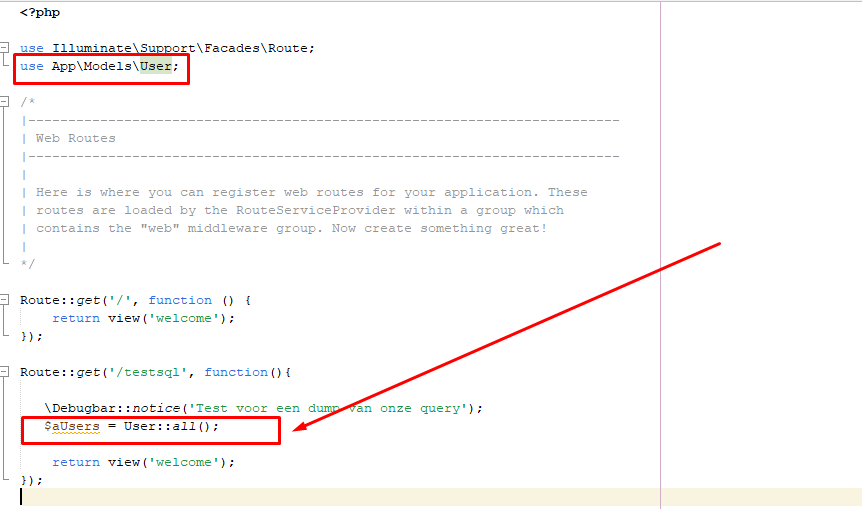 <?php
use Illuminate\Support\Facades\Route;
use App\Models\User;
/*
|--------------------------------------------------------------------------
| Web Routes
|--------------------------------------------------------------------------
|
| Here is where you can register web routes for your application. These
| routes are loaded by the RouteServiceProvider within a group which
| contains the "web" middleware group. Now create something great!
|
*/
Route::get('/', function () {
    return view('welcome');
});
Route::get('/testsql', function(){
   \Debugbar::notice('Test voor een dump van onze query');
   $aUsers = User::all();
    return view('welcome');
});